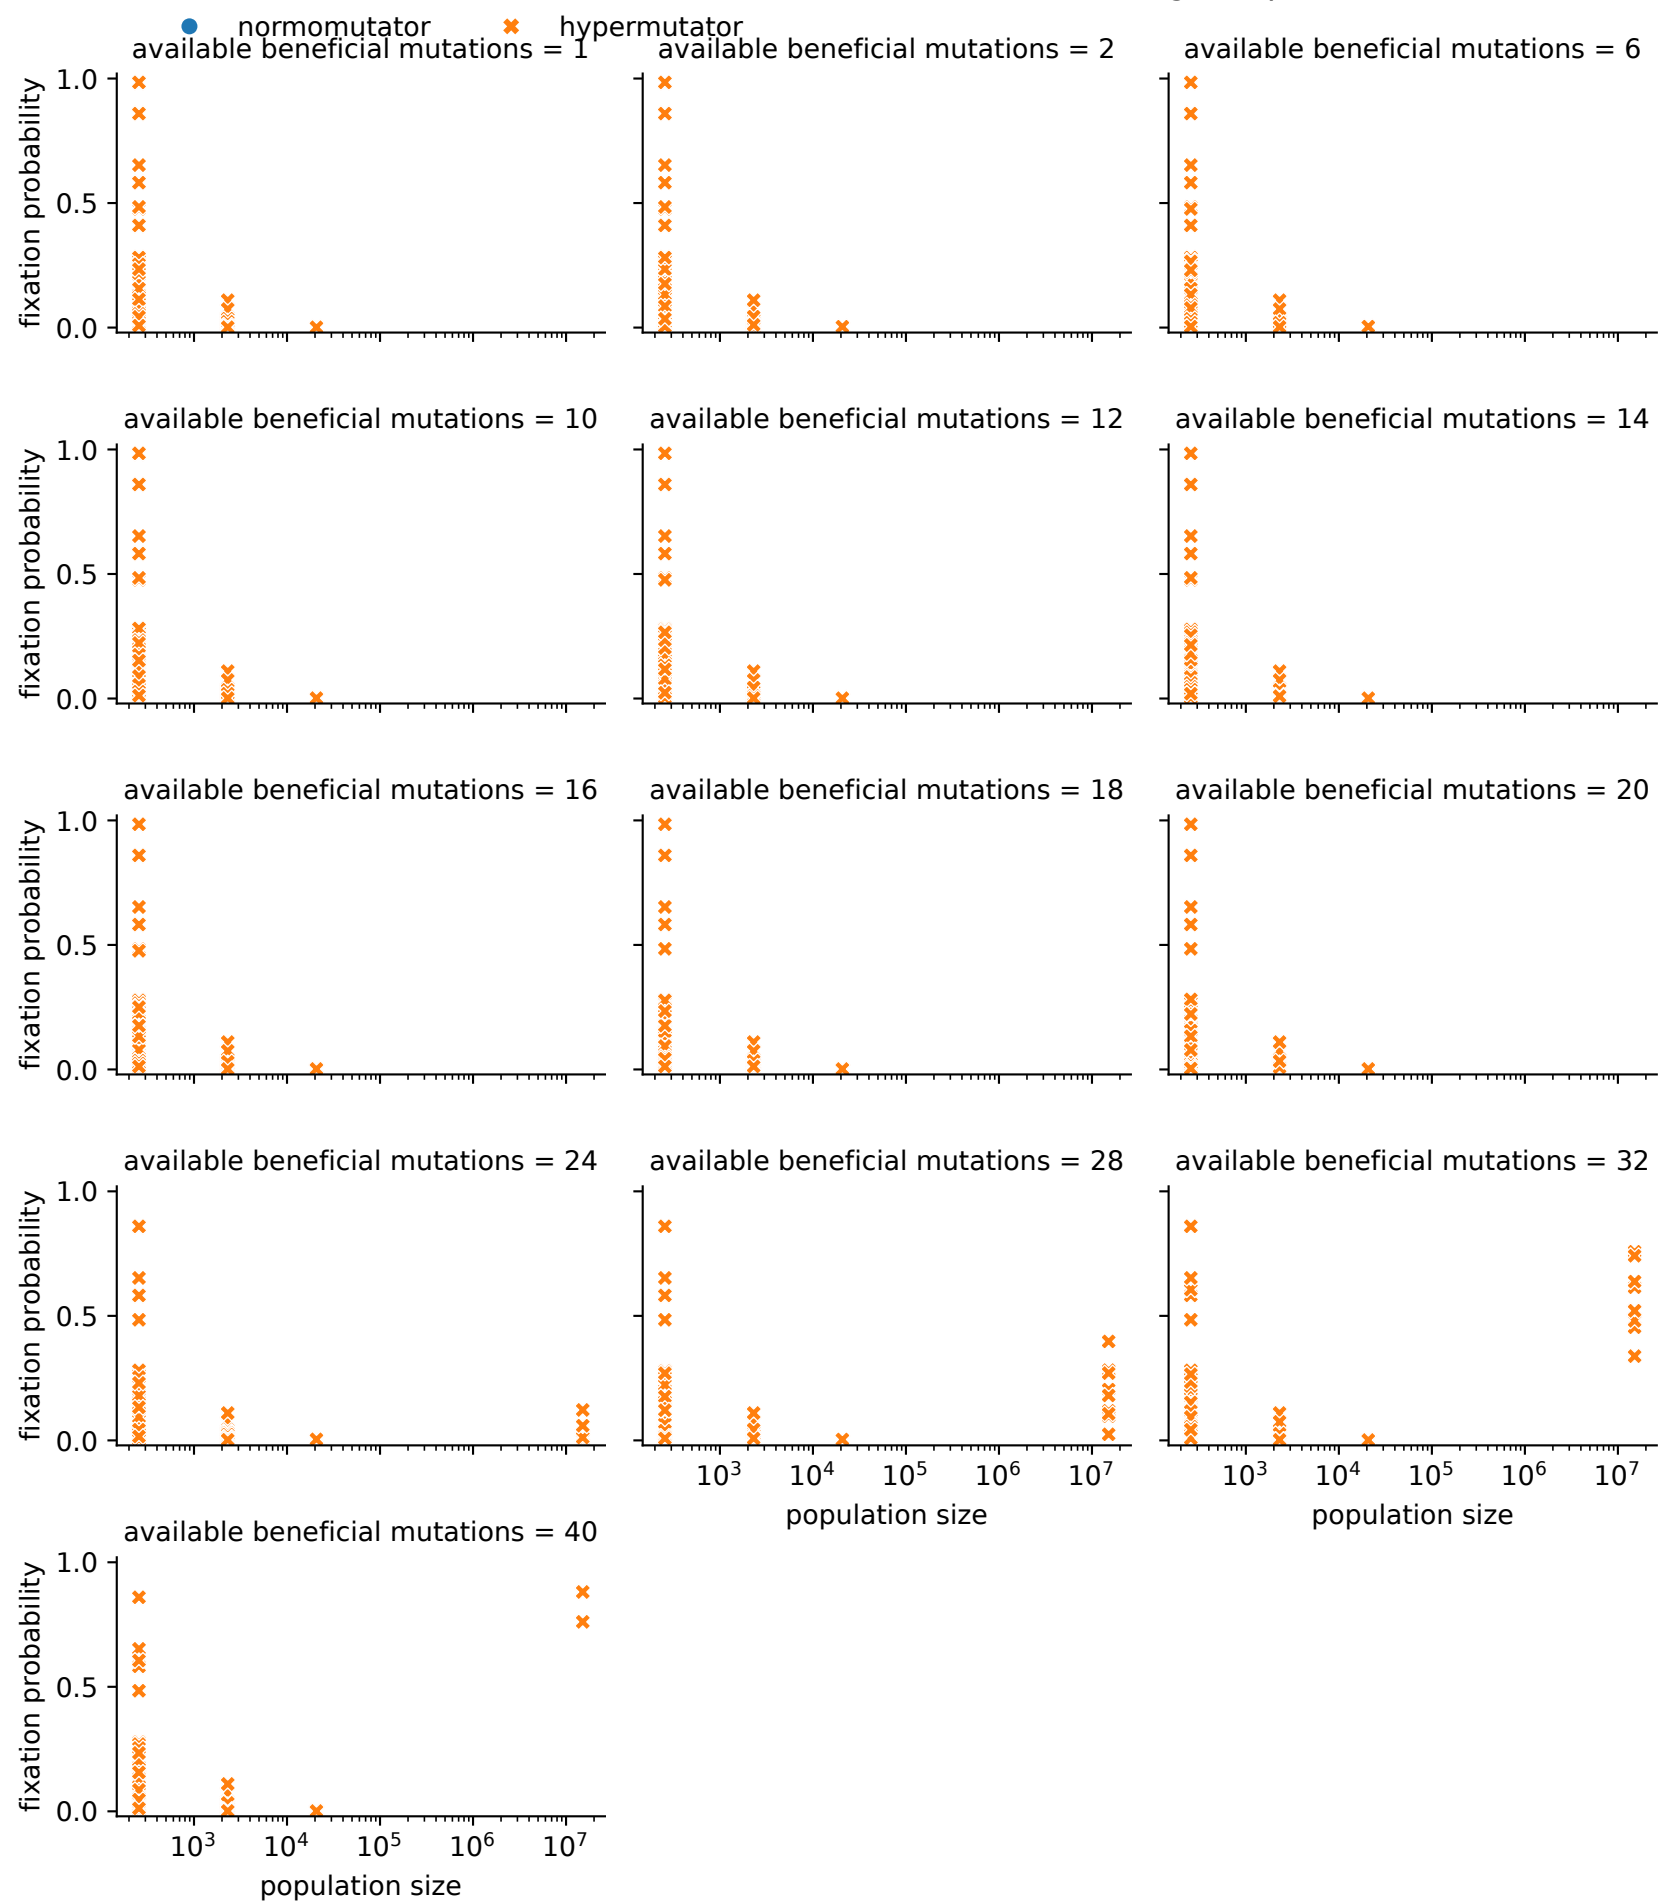 normomutator hypermutator
available beneficial mutations = 1 available beneficial mutations = 2 available beneficial mutations = 6
fixation probability
1.0
0.5
0.0
available beneficial mutations = 10 available beneficial mutations = 12 available beneficial mutations = 14
fixation probability
1.0
0.5
0.0
available beneficial mutations = 16 available beneficial mutations = 18 available beneficial mutations = 20
fixation probability
1.0
0.5
0.0
available beneficial mutations = 24 available beneficial mutations = 28 available beneficial mutations = 32
fixation probability
1.0
0.5
0.0
10³ 10⁴ 10⁵ 10⁶ 10⁷ 10³ 10⁴ 10⁵ 10⁶ 10⁷
population size population size
available beneficial mutations = 40
fixation probability
1.0
0.5
0.0
10³ 10⁴ 10⁵ 10⁶ 10⁷
population size